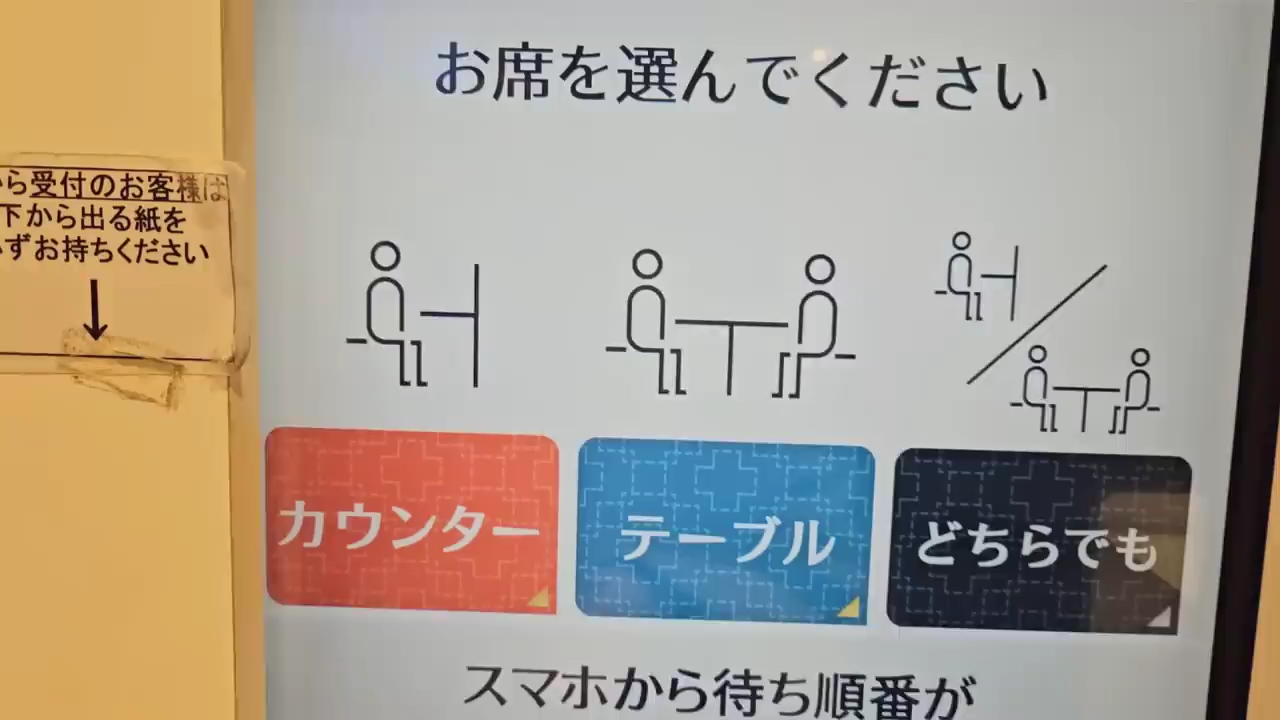 お席を選んでください
ら受付のお客様は
下から出る紙を
ずお持ちください
カウンター
テーブル
どちらでも
スマホから待ち順番が